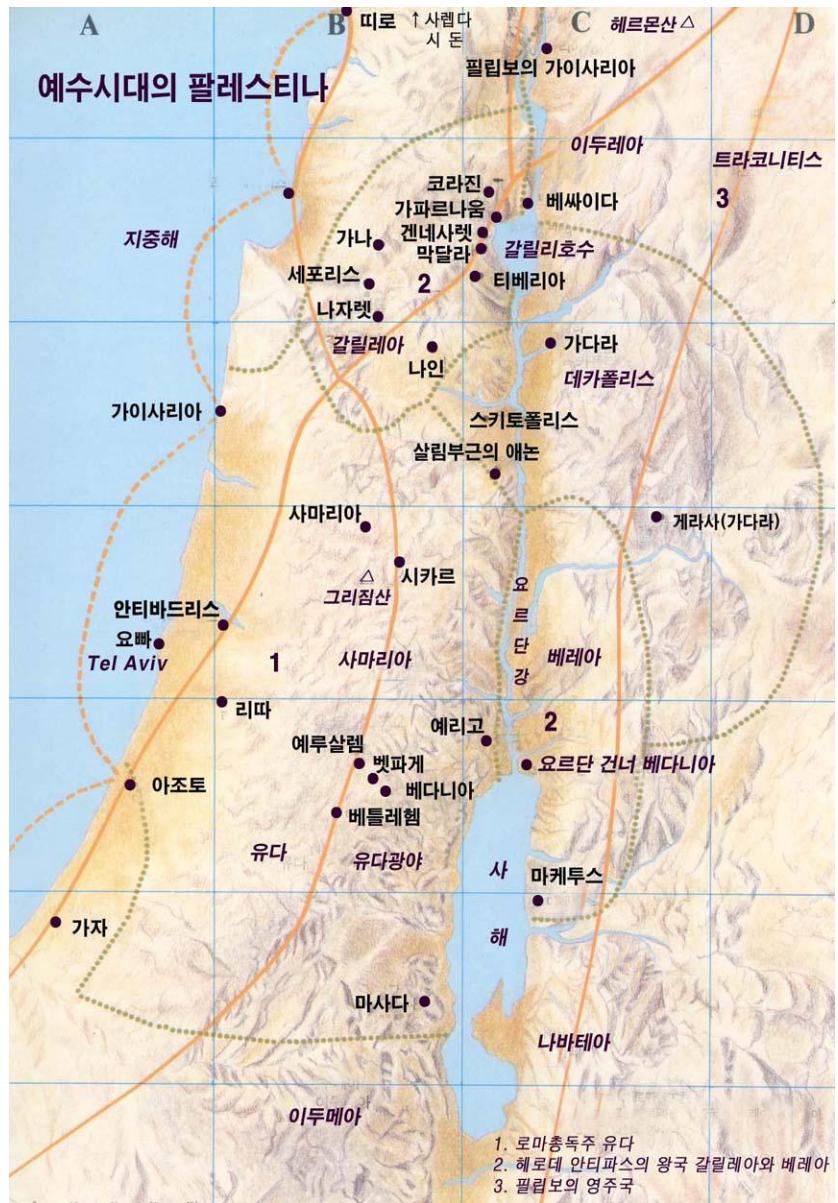 A
B
C
D
띠로
↑사렙다
시 돈
헤르몬산△
필립보의 가이사리아
예수시대의 팔레스티나
이두레아
트라코니티스
3
코라진
베싸이다
가파르나움
겐네사렛
막달라
갈릴리호수
지중해
가나
세포리스
2
티베리아
나자렛
갈릴레아
나인
가다라
데카폴리스
가이사리아
스키토폴리스
살림부근의 애논
사마리아
게라사(가다라)
시카르
그리짐산
요르단강
안티바드리스
요빠
Tel Aviv
1
사마리아
베레아
리따
예리고
2
예루살렘
벳파게
요르단 건너 베다니아
아조토
베다니아
베틀레헴
유다
유다광야
사
해
마케투스
가자
마사다
나바테아
이두메아
1. 로마총독주 유다
2. 헤로데 안티파스의 왕국 갈릴레아와 베레아
3. 필립보의 영주국